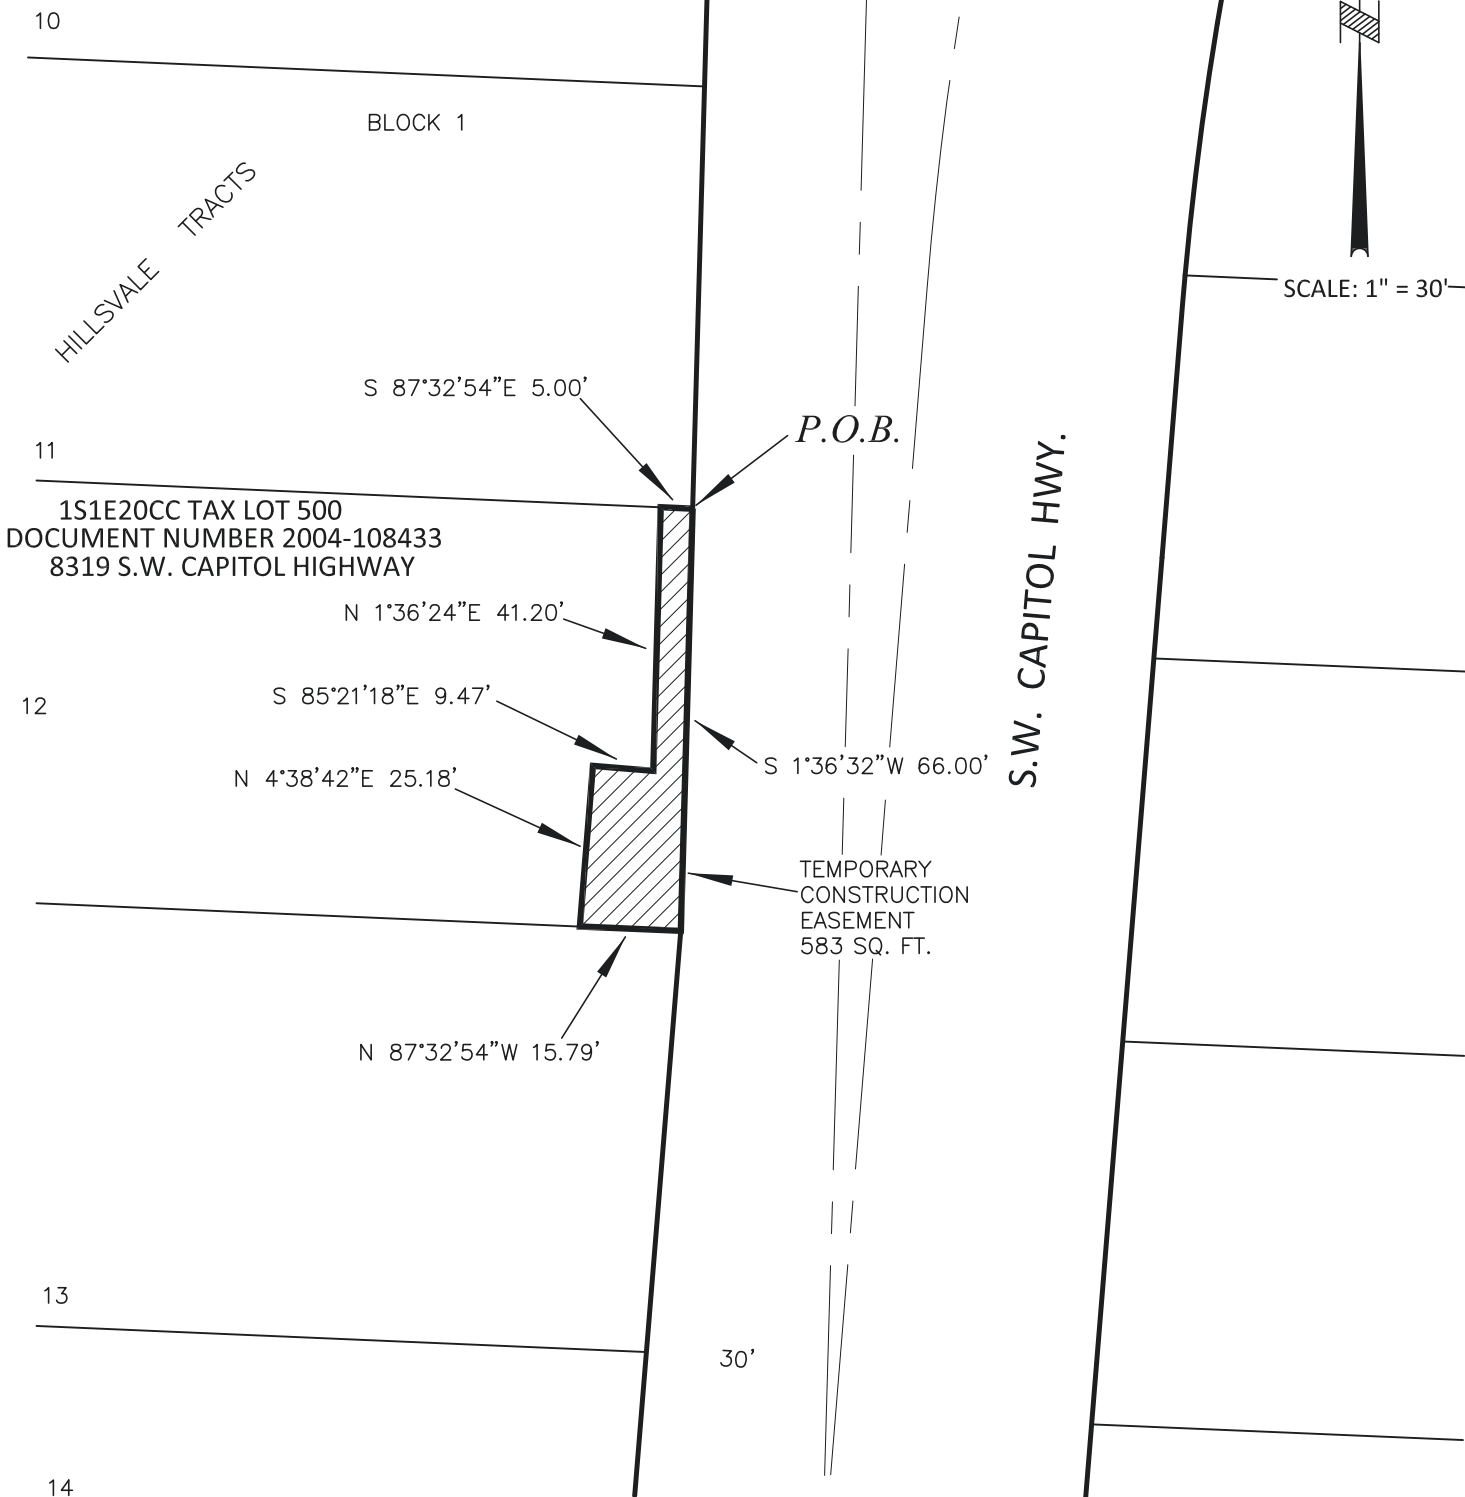 10
BLOCK 1
HILLSVALE TRACTS
SCALE: 1" = 30'
S 87°32'54"E 5.00'
P.O.B.
11
1S1E20CC TAX LOT 500
DOCUMENT NUMBER 2004-108433
8319 S.W. CAPITOL HIGHWAY
S.W. CAPITOL HWY.
N 1°36'24"E 41.20'
S 85°21'18"E 9.47'
12
S 1°36'32"W 66.00'
N 4°38'42"E 25.18'
TEMPORARY
CONSTRUCTION
EASEMENT
583 SQ. FT.
N 87°32'54"W 15.79'
13
30'
14